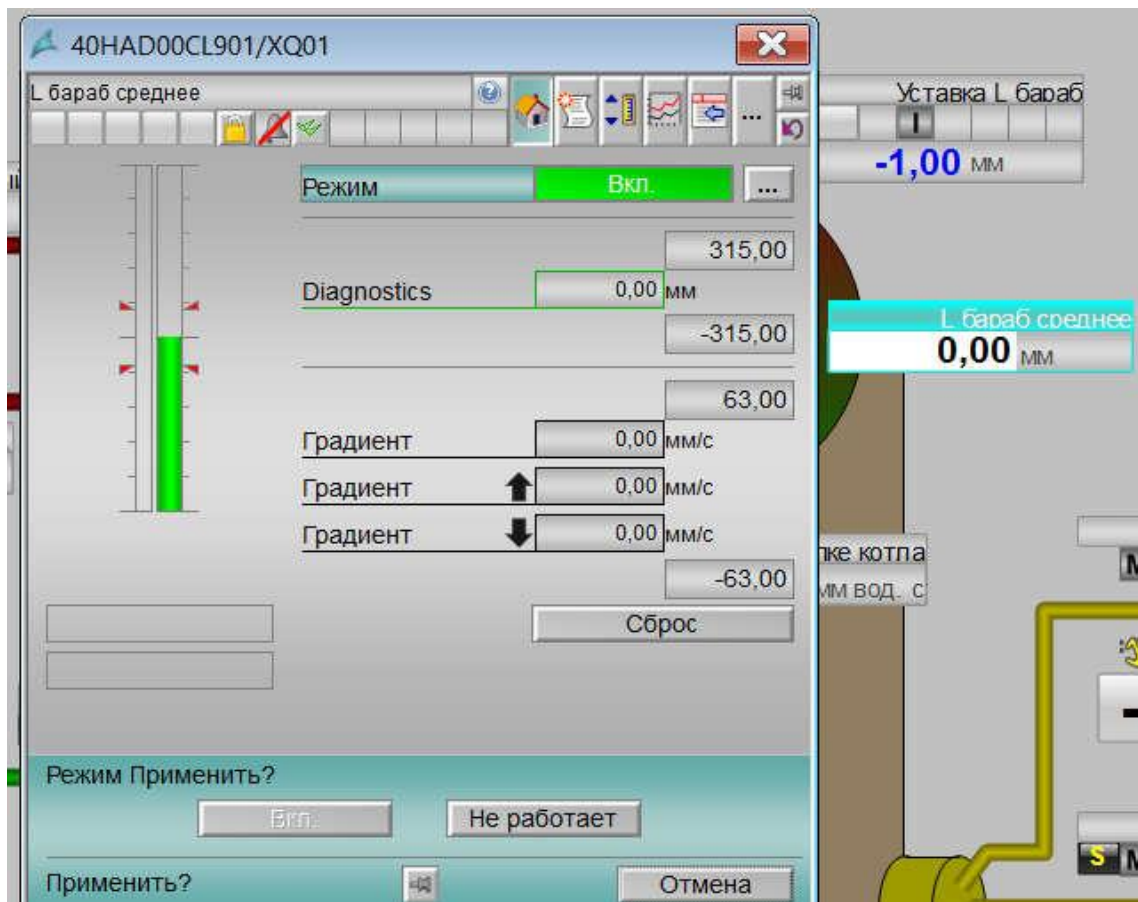 40HAD00CL901/XQ01
L бараб среднее
...
Уставка L бараб
I
-1,00 мм
Режим
Вкл.
...
315,00
Diagnostics
0,00 мм
-315,00
L бараб среднее
0,00 мм
63,00
Градиент
0,00 мм/с
Градиент
0,00 мм/с
Градиент
0,00 мм/с
-63,00
лке котла
мм вод. с
Сброс
Режим Применить?
Вкл.
Не работает
S
Применить?
Отмена